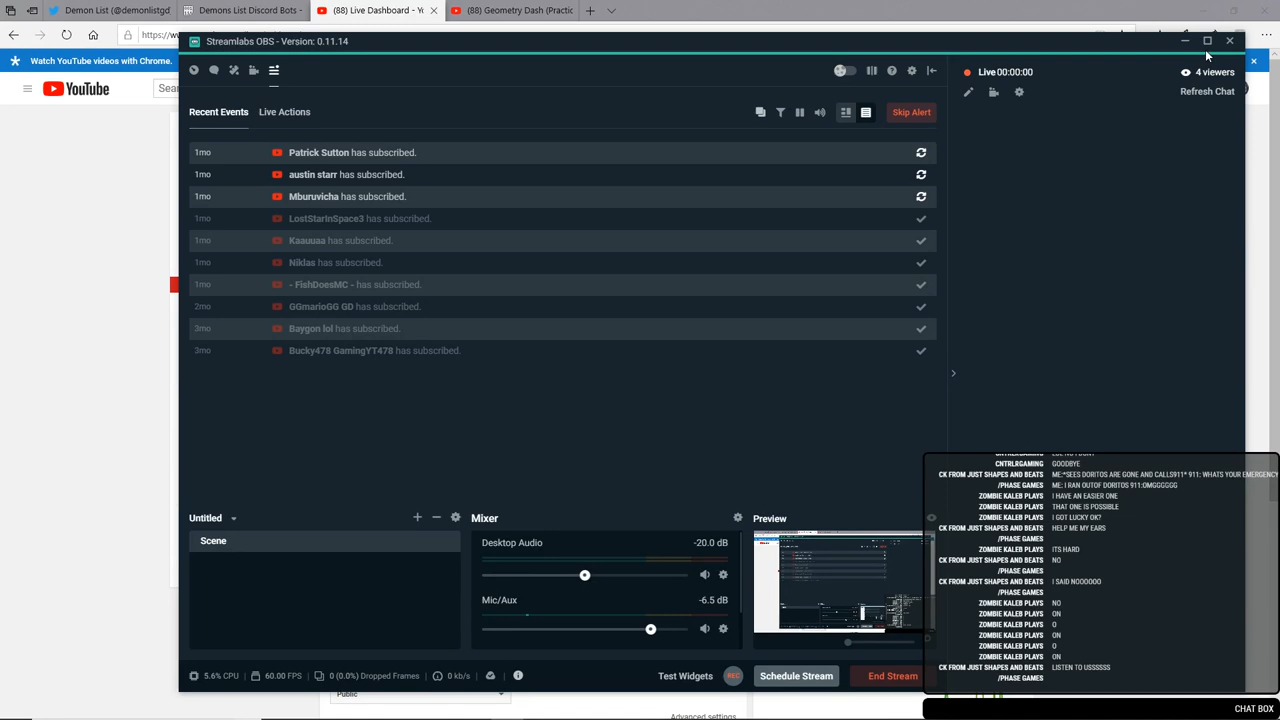 Demon List (@demonlistgd
Demons List Discord Bots -
(88) Live Dashboard - Yo
(88) Geometry Dash (Practic
https://ww
Watch YouTube videos with Chrome.
YouTube
Sear
Streamlabs OBS - Version: 0.11.14
Live 00:00:00
4 viewers
Refresh Chat
Recent Events
Live Actions
Skip Alert
1mo Patrick Sutton has subscribed.
1mo austin starr has subscribed.
1mo Mburuvicha has subscribed.
1mo LostStarInSpace3 has subscribed.
1mo Kaauuaa has subscribed.
1mo Niklas has subscribed.
1mo - FishDoesMC - has subscribed.
2mo GGmarioGG GD has subscribed.
3mo Baygon lol has subscribed.
3mo Bucky478 GamingYT478 has subscribed.
Untitled
Scene
Mixer
Desktop Audio -20.0 dB
Mic/Aux -6.5 dB
Preview
CNTRLRGAMING GOODBYE
CK FROM JUST SHAPES AND BEATS ME:*SEES DORITOS ARE GONE AND CALLS911* 911: WHATS YOUR EMERGENCY
/PHASE GAMES ME: I RAN OUTOF DORITOS 911:OMGGGGGG
ZOMBIE KALEB PLAYS I HAVE AN EASIER ONE
ZOMBIE KALEB PLAYS THAT ONE IS POSSIBLE
ZOMBIE KALEB PLAYS I GOT LUCKY OK?
CK FROM JUST SHAPES AND BEATS HELP ME MY EARS
/PHASE GAMES
ZOMBIE KALEB PLAYS ITS HARD
CK FROM JUST SHAPES AND BEATS NO
/PHASE GAMES
CK FROM JUST SHAPES AND BEATS I SAID NOOOOOO
/PHASE GAMES
ZOMBIE KALEB PLAYS NO
ZOMBIE KALEB PLAYS ON
ZOMBIE KALEB PLAYS O
ZOMBIE KALEB PLAYS ON
ZOMBIE KALEB PLAYS O
ZOMBIE KALEB PLAYS ON
CK FROM JUST SHAPES AND BEATS LISTEN TO USSSSSS
/PHASE GAMES
5.6% CPU
60.00 FPS
0 (0.0%) Dropped Frames
0 kb/s
Test Widgets
REC
Schedule Stream
End Stream
Public
Advanced settings
CHAT BOX